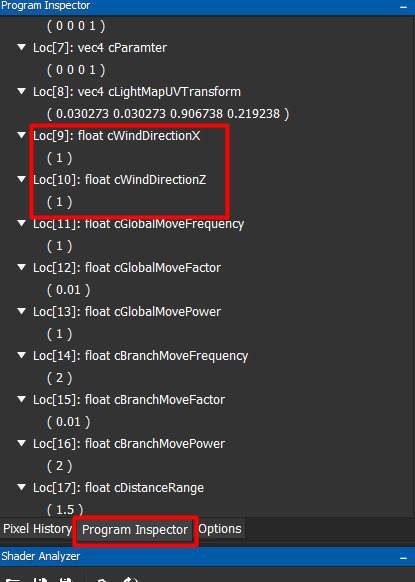 Program Inspector
( 0 0 0 1 )
Loc[7]: vec4 cParamter
( 0 0 0 1 )
Loc[8]: vec4 cLightMapUVTransform
( 0.030273 0.030273 0.906738 0.219238 )
Loc[9]: float cWindDirectionX
( 1 )
Loc[10]: float cWindDirectionZ
( 1 )
Loc[11]: float cGlobalMoveFrequency
( 1 )
Loc[12]: float cGlobalMoveFactor
( 0.01 )
Loc[13]: float cGlobalMovePower
( 1 )
Loc[14]: float cBranchMoveFrequency
( 2 )
Loc[15]: float cBranchMoveFactor
( 0.01 )
Loc[16]: float cBranchMovePower
( 2 )
Loc[17]: float cDistanceRange
( 1.5 )
Pixel History Program Inspector Options
Shader Analyzer